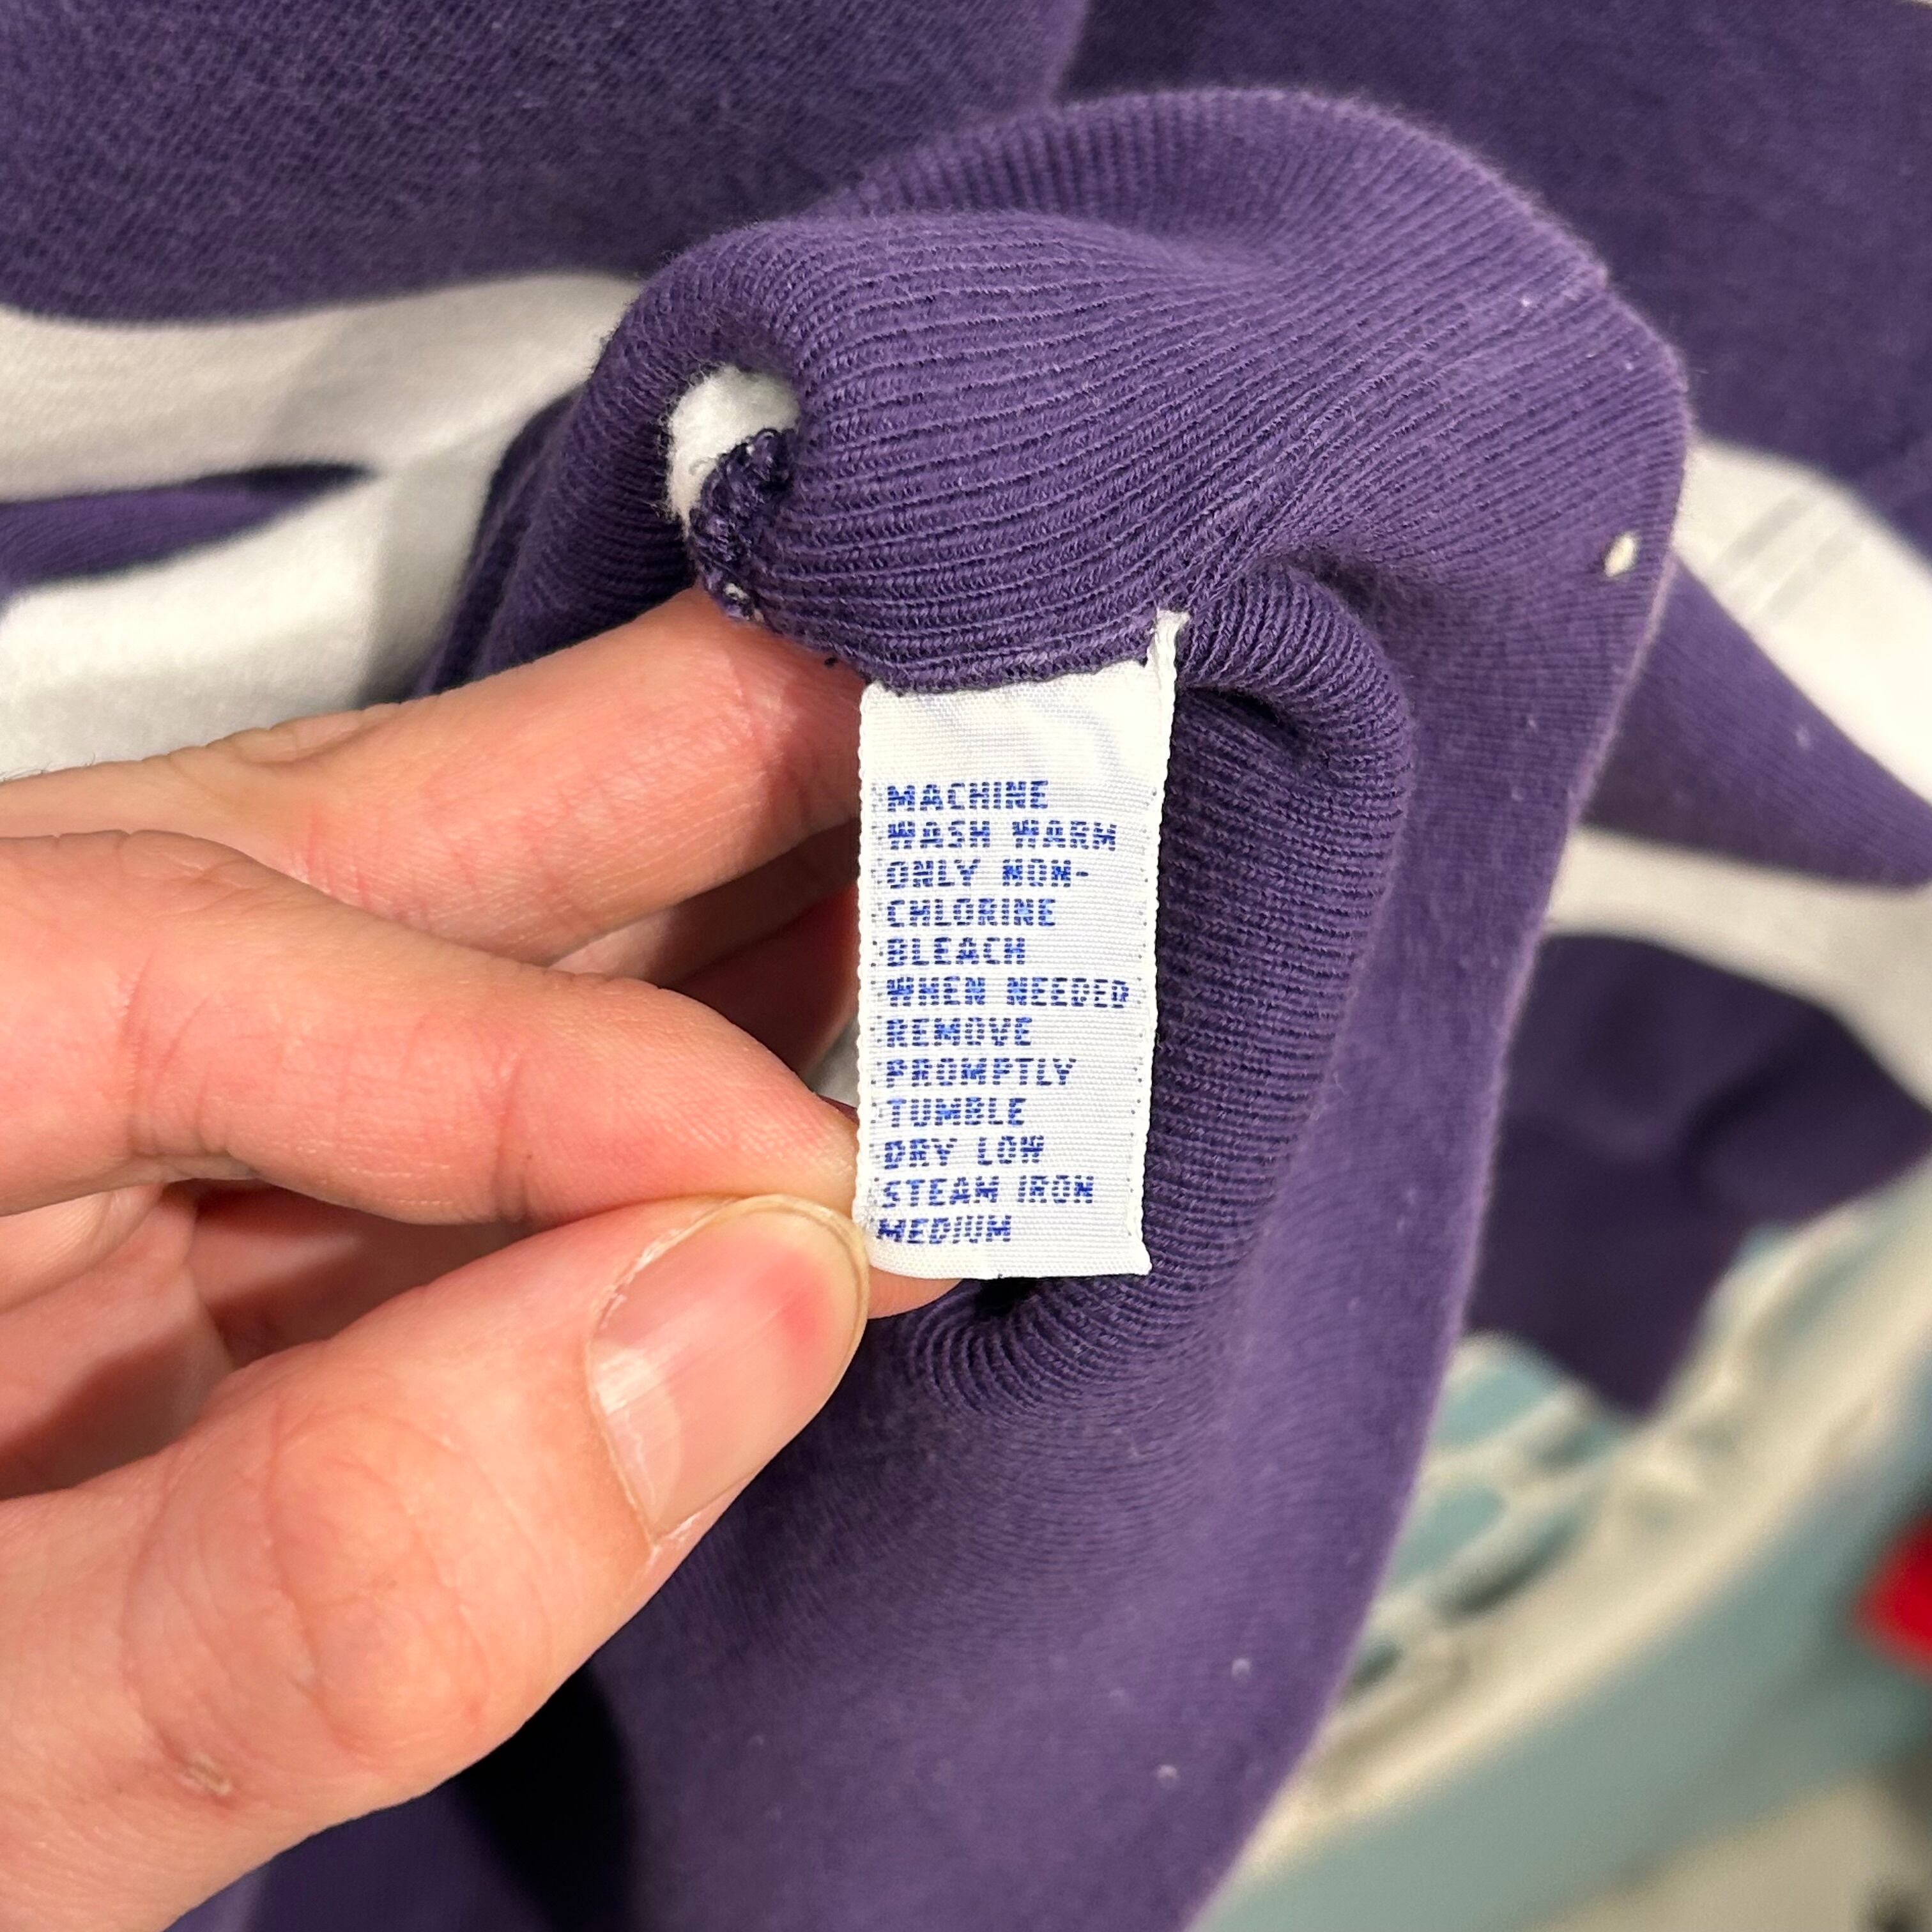 MACHINE
WASH WARM
ONLY NON-
CHLORINE
BLEACH
WHEN NEEDED
REMOVE
PROMPTLY
TUMBLE
DRY LOW
STEAM IRON
MEDIUM